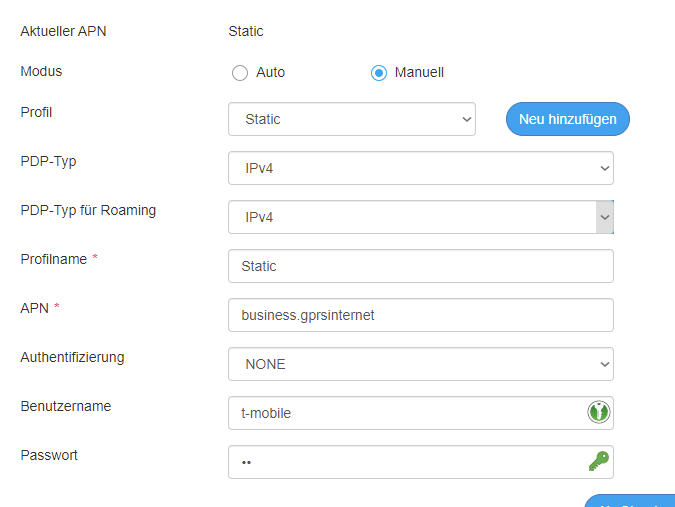 Aktueller APN Static
Modus Auto Manuell
Profil Static Neu hinzufügen
PDP-Typ IPv4
PDP-Typ für Roaming IPv4
Profilname * Static
APN * business.gprsinternet
Authentifizierung NONE
Benutzername t-mobile
Passwort ••